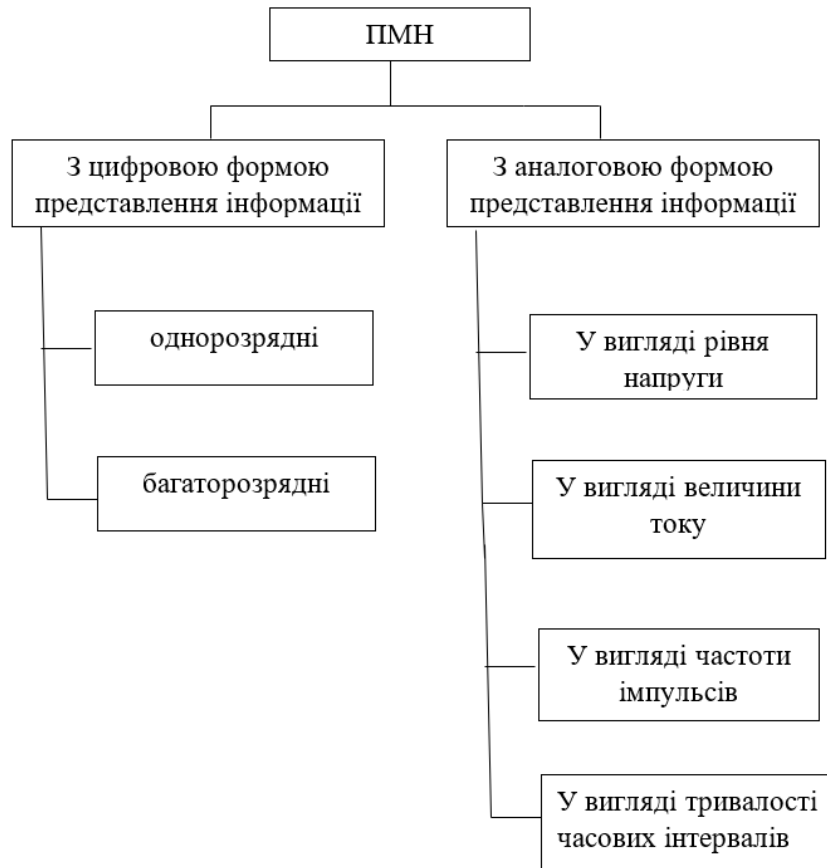 ПМН
З цифровою формою
представлення інформації
З аналоговою формою
представлення інформації
однорозрядні
багаторозрядні
У вигляді рівня
напруги
У вигляді величини
току
У вигляді частоти
імпульсів
У вигляді тривалості
часових інтервалів